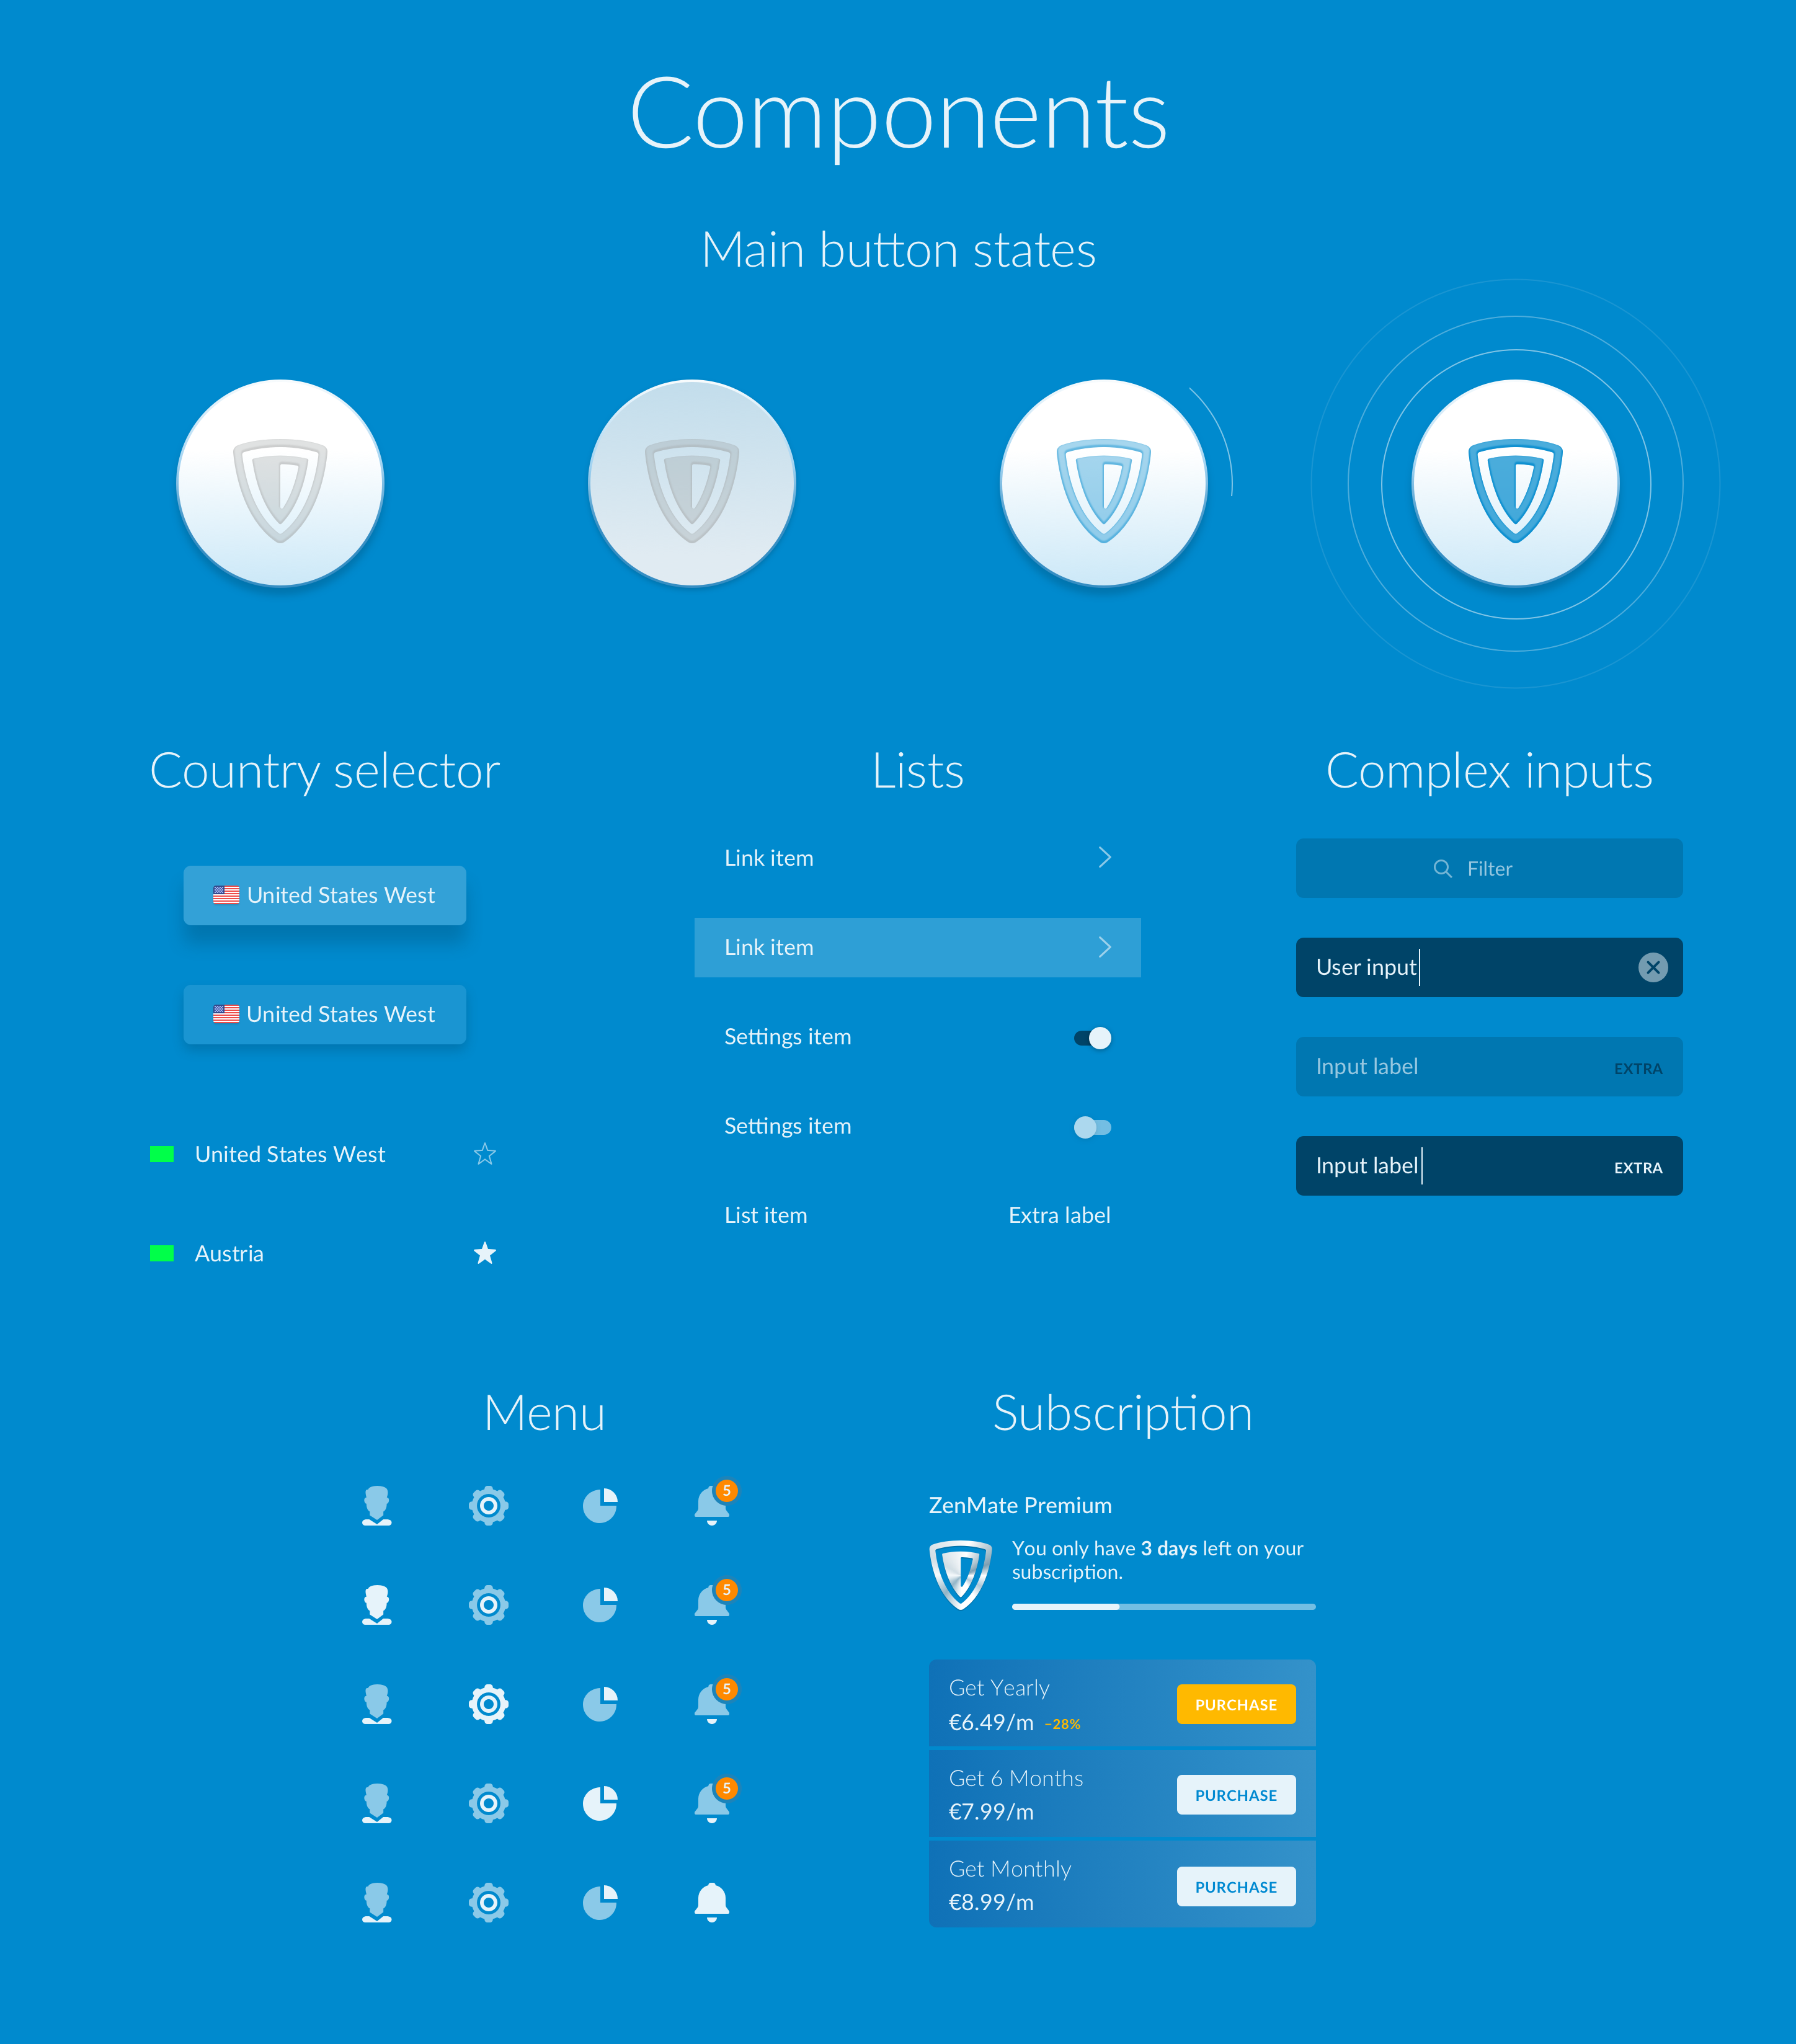 Components
Main button states
Country selector
United States West
United States West
United States West
Austria
Lists
Link item
Link item
Settings item
Settings item
List item Extra label
Complex inputs
Filter
User input
Input label EXTRA
Input label EXTRA
Menu
5
5
5
5
Subscription
ZenMate Premium
You only have 3 days left on your
subscription.
Get Yearly
€6.49/m −28%
PURCHASE
Get 6 Months
€7.99/m
PURCHASE
Get Monthly
€8.99/m
PURCHASE